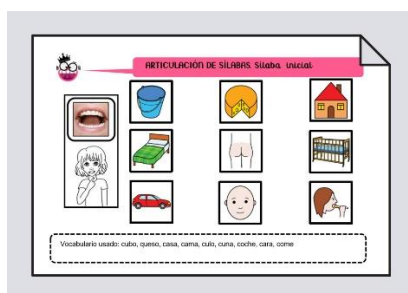 ARTICULACIÓN DE SÍLABAS Sílaba inicial
Vocabulario usado: cubo, queso, casa, cama, culo, cuna, coche, cara, come